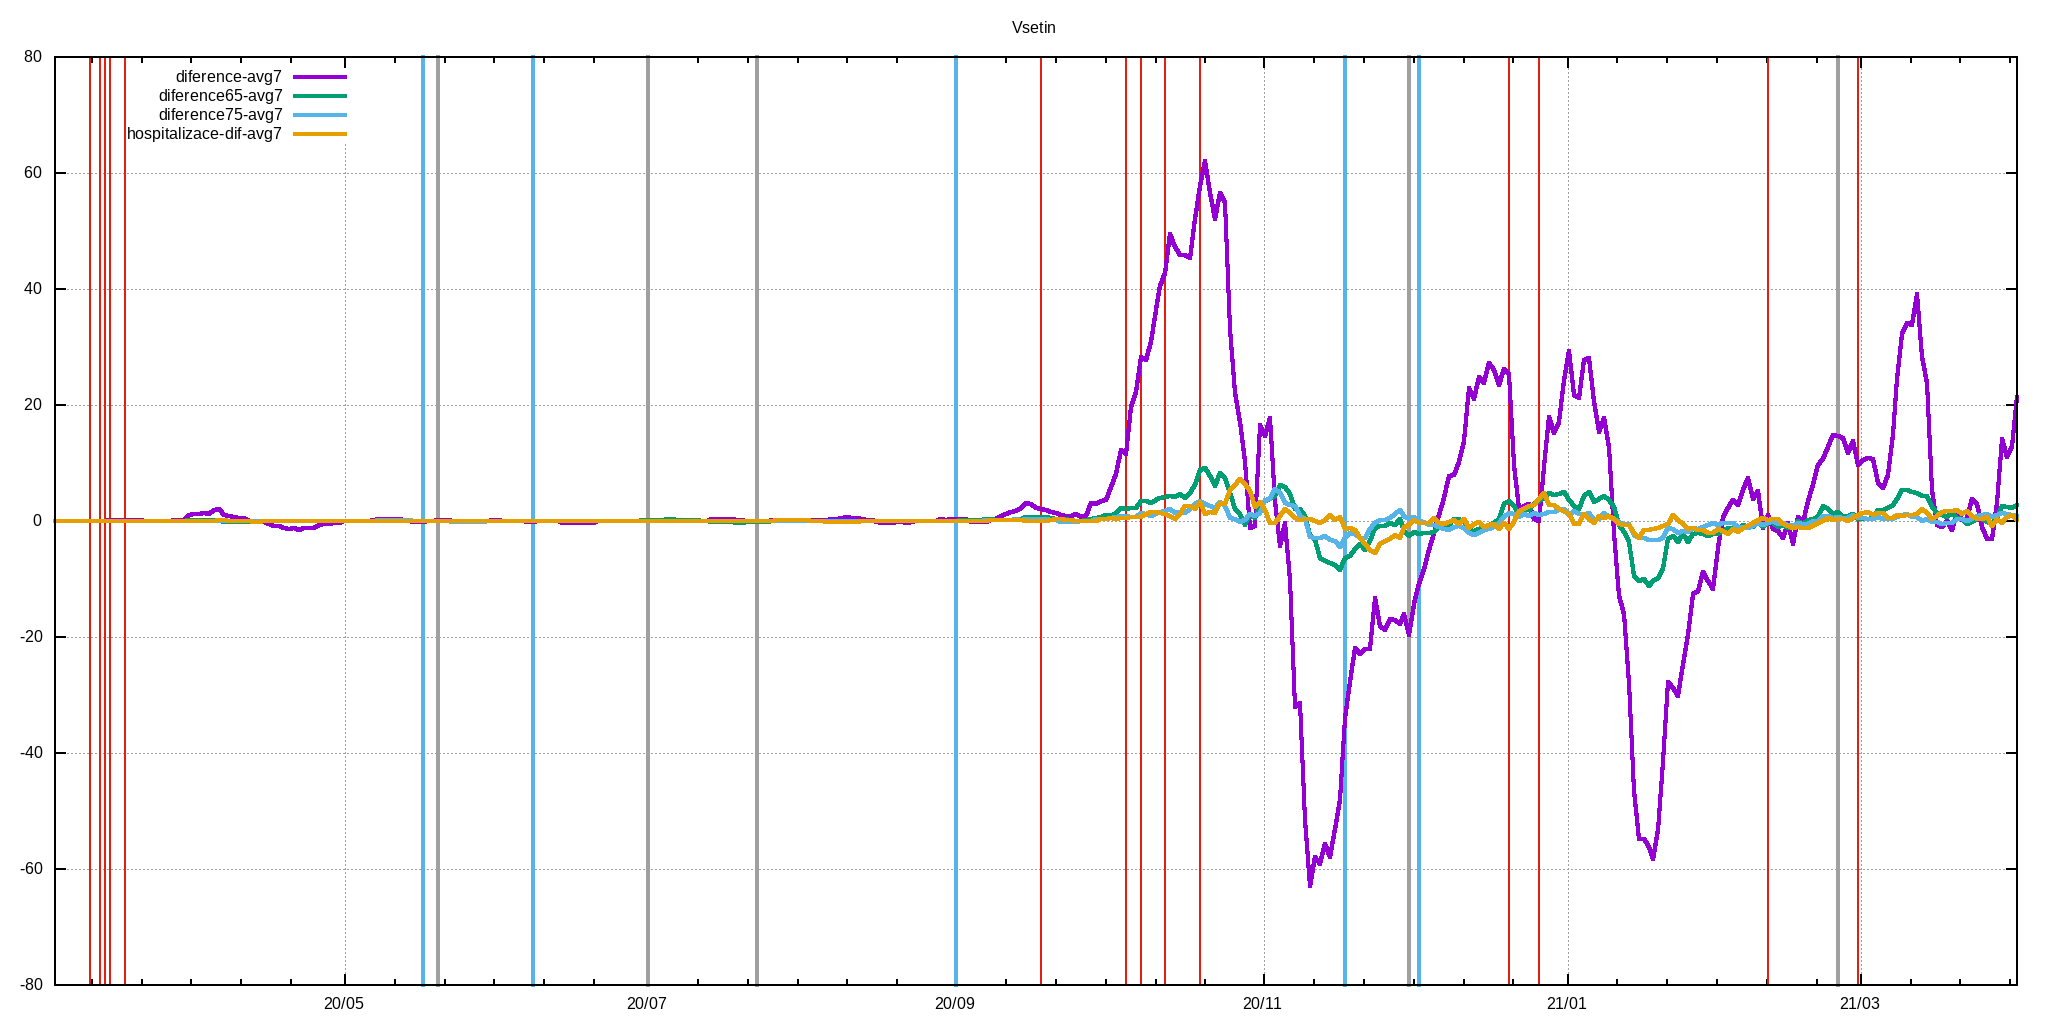 Vsetin
80
diference-avg7
diference65-avg7
diference75-avg7
hospitalizace-dif-avg7
60
40
20
0
-20
-40
-60
-80
20/05 20/07 20/09 20/11 21/01 21/03